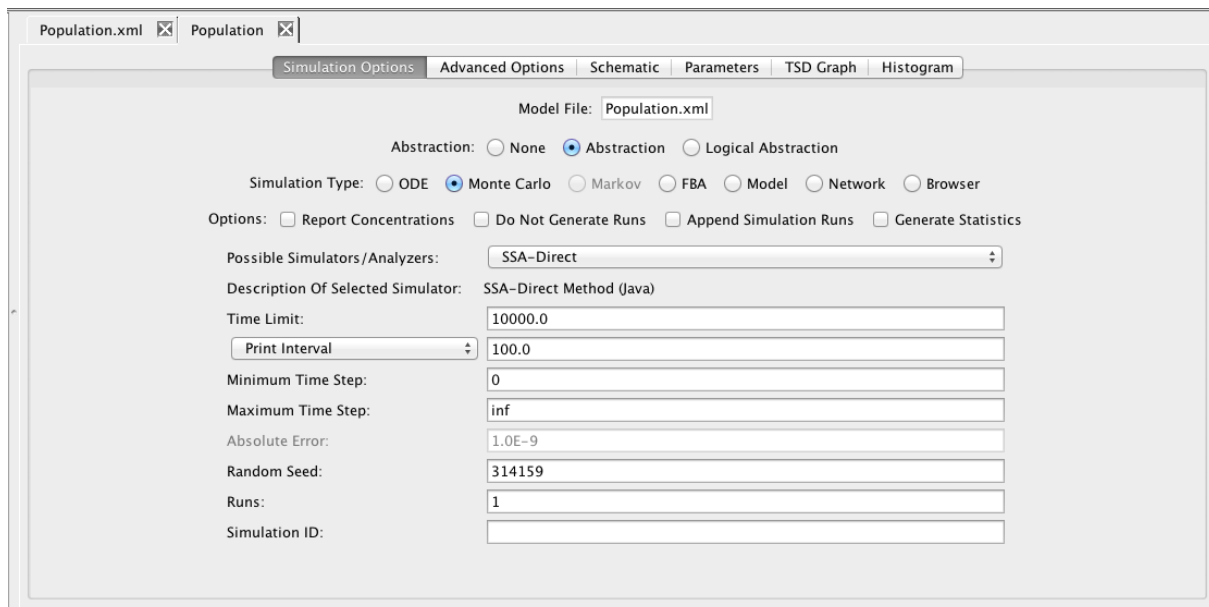 Population.xml Population
Simulation Options Advanced Options Schematic Parameters TSD Graph Histogram
Model File: Population.xml
Abstraction: None Abstraction Logical Abstraction
Simulation Type: ODE Monte Carlo Markov FBA Model Network Browser
Options: Report Concentrations Do Not Generate Runs Append Simulation Runs Generate Statistics
Possible Simulators/Analyzers: SSA-Direct
Description Of Selected Simulator: SSA-Direct Method (Java)
Time Limit: 10000.0
Print Interval 100.0
Minimum Time Step: 0
Maximum Time Step: inf
Absolute Error: 1.0E-9
Random Seed: 314159
Runs: 1
Simulation ID: